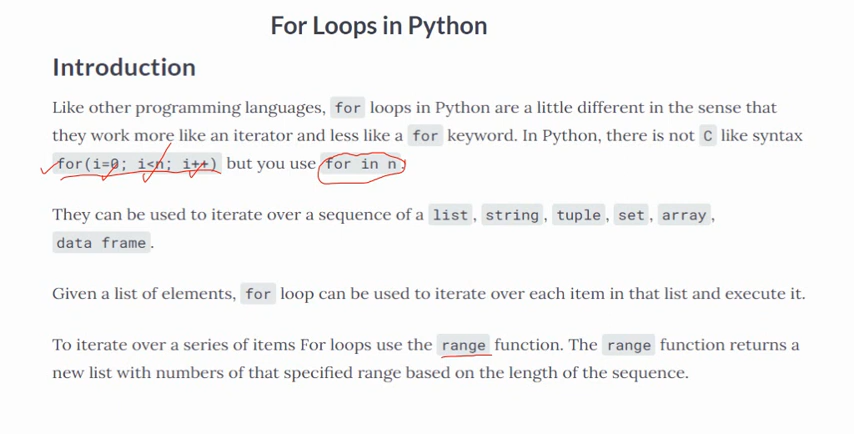 For Loops in Python
Introduction
Like other programming languages, for loops in Python are a little different in the sense that
they work more like an iterator and less like a for keyword. In Python, there is not C like syntax
for(i=0; i<n; i++) but you use for in n.
They can be used to iterate over a sequence of a list, string, tuple, set, array,
data frame.
Given a list of elements, for loop can be used to iterate over each item in that list and execute it.
To iterate over a series of items For loops use the range function. The range function returns a
new list with numbers of that specified range based on the length of the sequence.